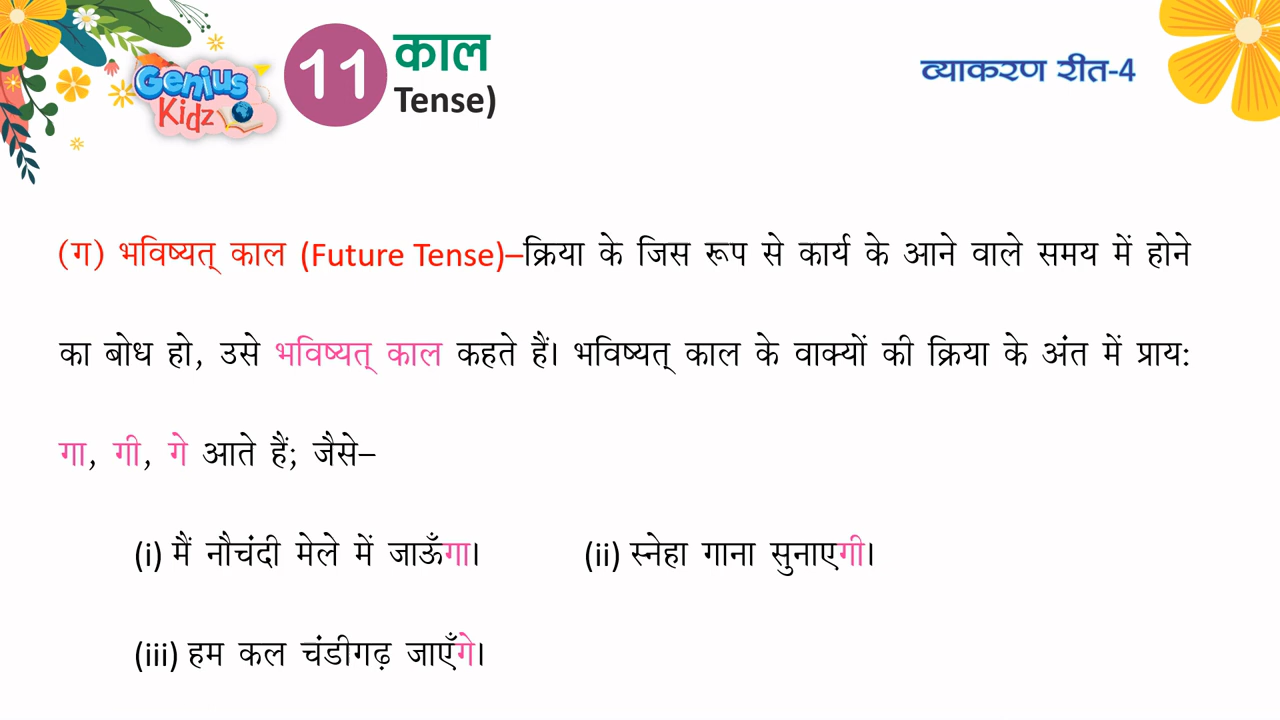 Genius
Kidz
11
काल
Tense)
व्याकरण रीत-4
(ग) भविष्यत् काल (Future Tense)–क्रिया के जिस रूप से कार्य के आने वाले समय में होने
का बोध हो, उसे भविष्यत् काल कहते हैं। भविष्यत् काल के वाक्यों की क्रिया के अंत में प्राय:
गा, गी, गे आते हैं; जैसे–
(i) मैं नौचंदी मेले में जाऊँगा। (ii) स्नेहा गाना सुनाएगी।
(iii) हम कल चंडीगढ़ जाएँगे।